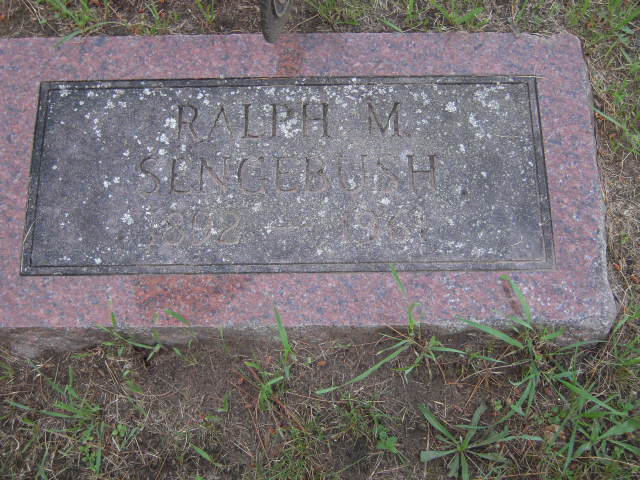 RALPH M.
SENGEBUSH
1892 - 1961